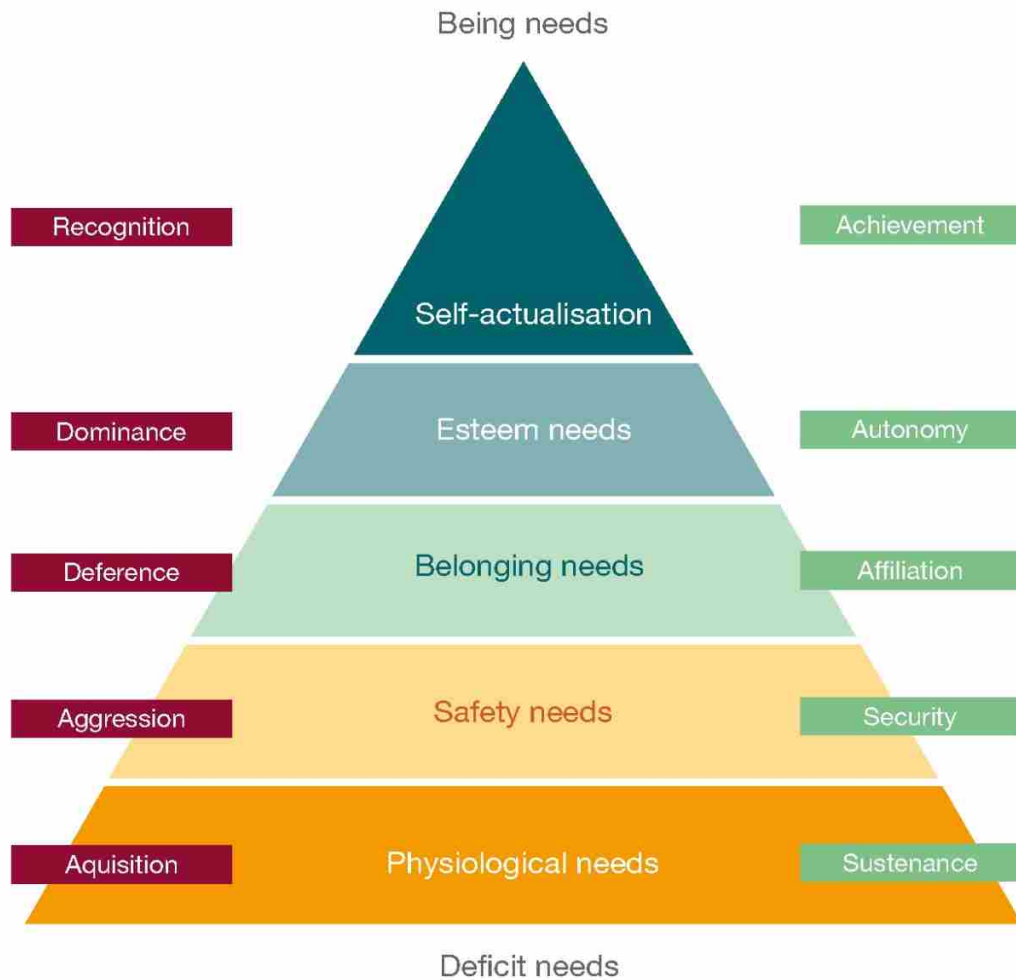 Being needs
Recognition
Achievement
Self-actualisation
Dominance
Esteem needs
Autonomy
Deference
Belonging needs
Affiliation
Aggression
Safety needs
Security
Aquisition
Physiological needs
Sustenance
Deficit needs